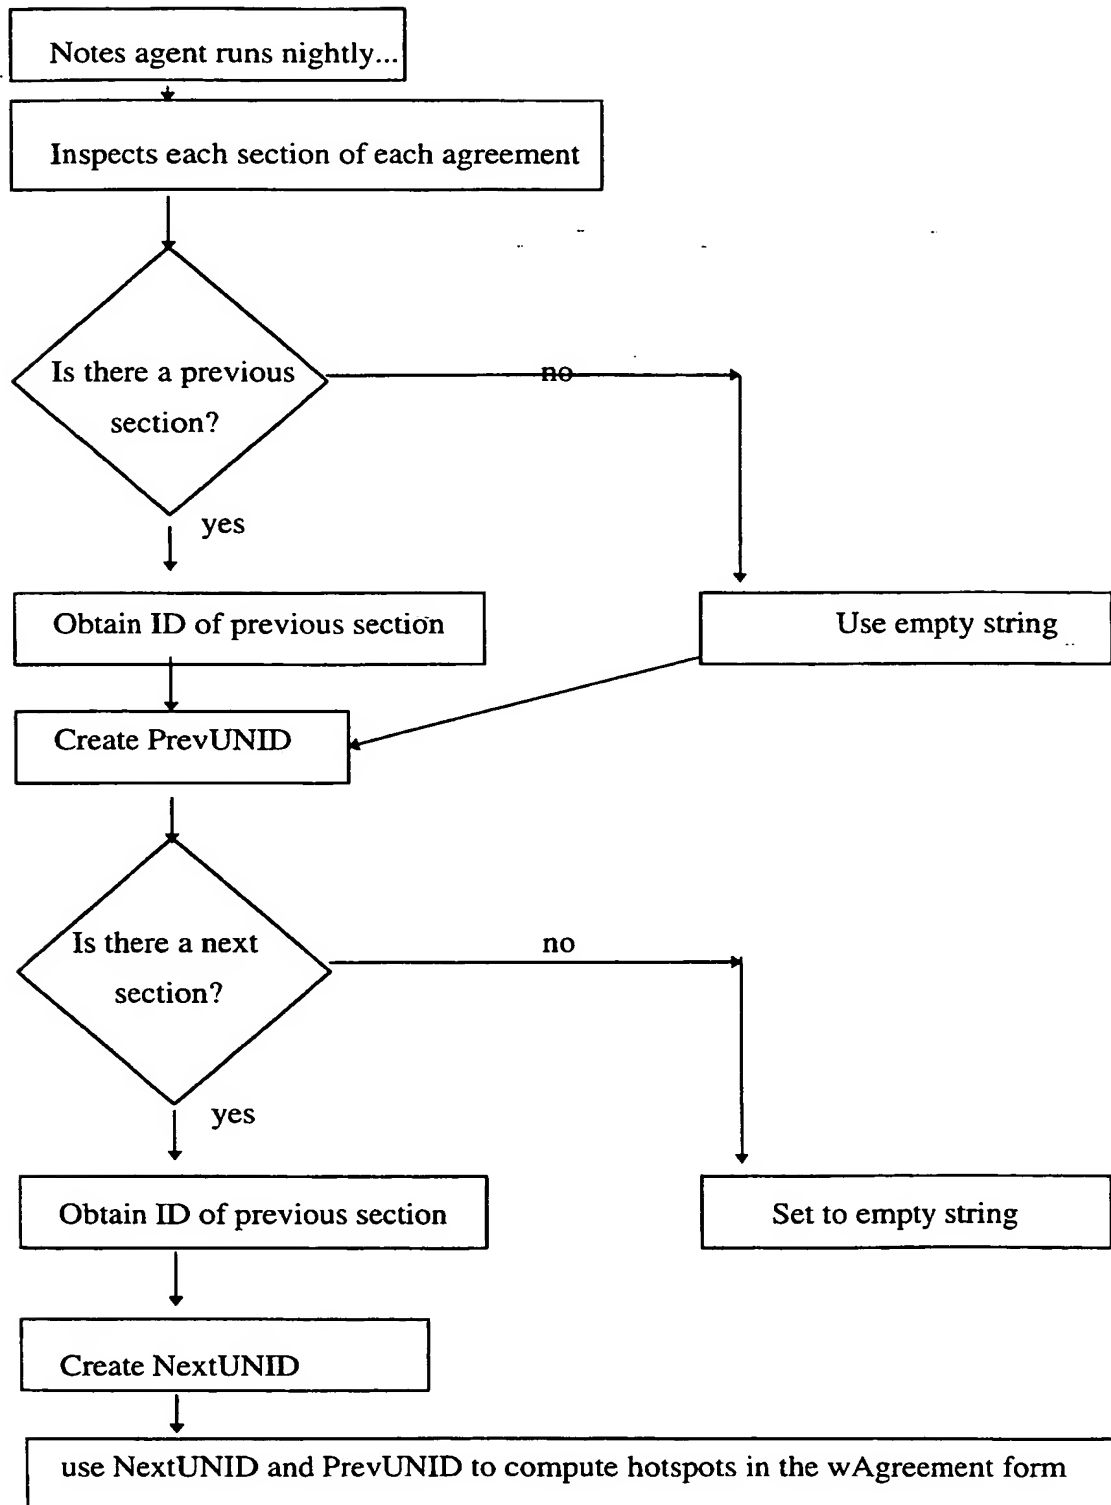 Notes agent runs nightly...
Inspects each section of each agreement
Is there a previous
section?
no
yes
Obtain ID of previous section
Use empty string
Create PrevUNID
Is there a next
section?
no
yes
Obtain ID of previous section
Set to empty string
Create NextUNID
use NextUNID and PrevUNID to compute hotspots in the wAgreement form